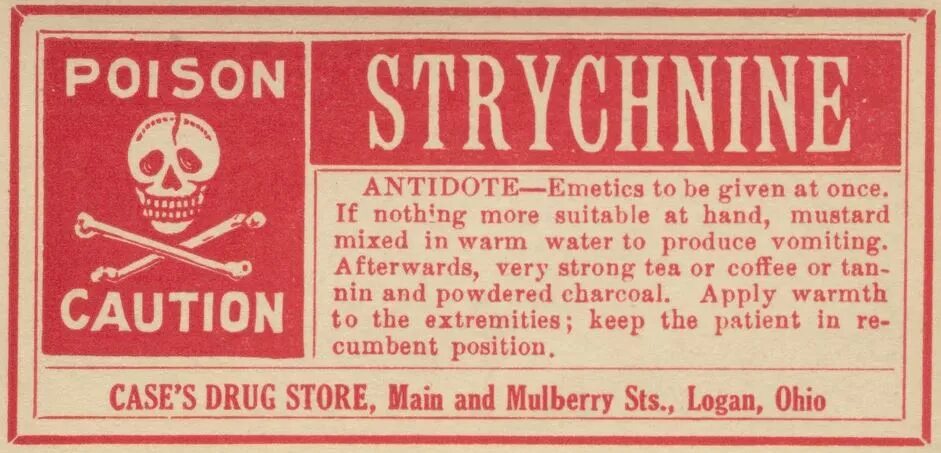 POISON
CAUTION
STRYCHNINE
ANTIDOTE—Emetics to be given at once.
If nothing more suitable at hand, mustard
mixed in warm water to produce vomiting.
Afterwards, very strong tea or coffee or tan-
nin and powdered charcoal. Apply warmth
to the extremities; keep the patient in re-
cumbent position.
CASE'S DRUG STORE, Main and Mulberry Sts., Logan, Ohio